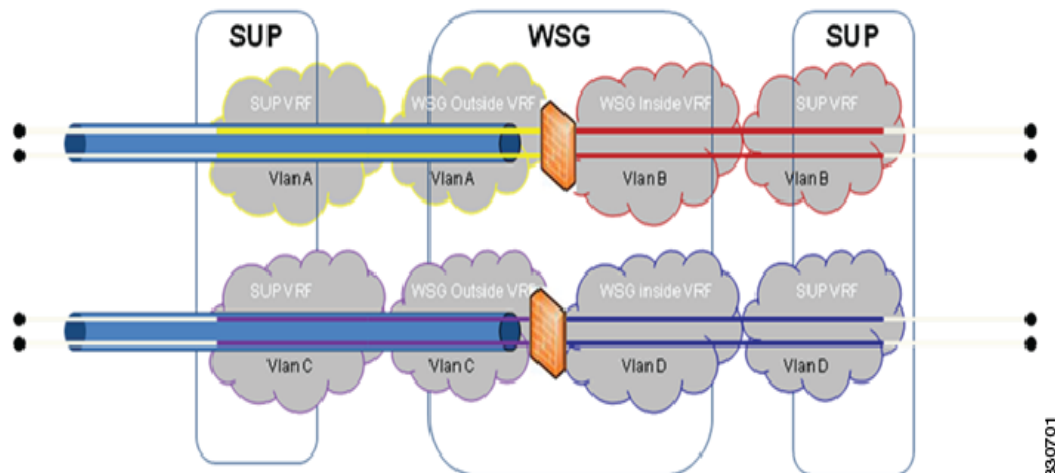 SUP
WSG
SUP
SUP VRF
WSG Outside VRF
WSG Inside VRF
SUP VRF
Vlan A
Vlan A
Vlan B
Vlan B
SUP VRF
WSG Outside VRF
WSG inside VRF
SUP VRF
Vlan C
Vlan C
Vlan D
Vlan D
330701